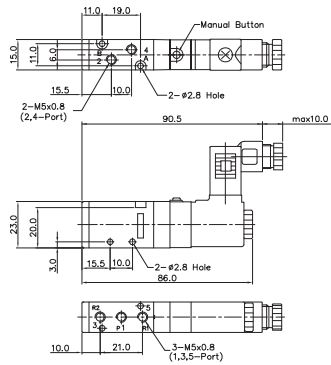 11.0
19.0
Manual Button
15.0
11.0
6.0
B
2
4
A
2-M5x0.8
(2,4-Port)
2-ø2.8 Hole
15.5
10.0
90.5
max10.0
23.0
20.0
3.0
15.5
10.0
2-ø2.8 Hole
86.0
R2
5
3
P1
R1
3-M5x0.8
(1,3,5-Port)
10.0
21.0